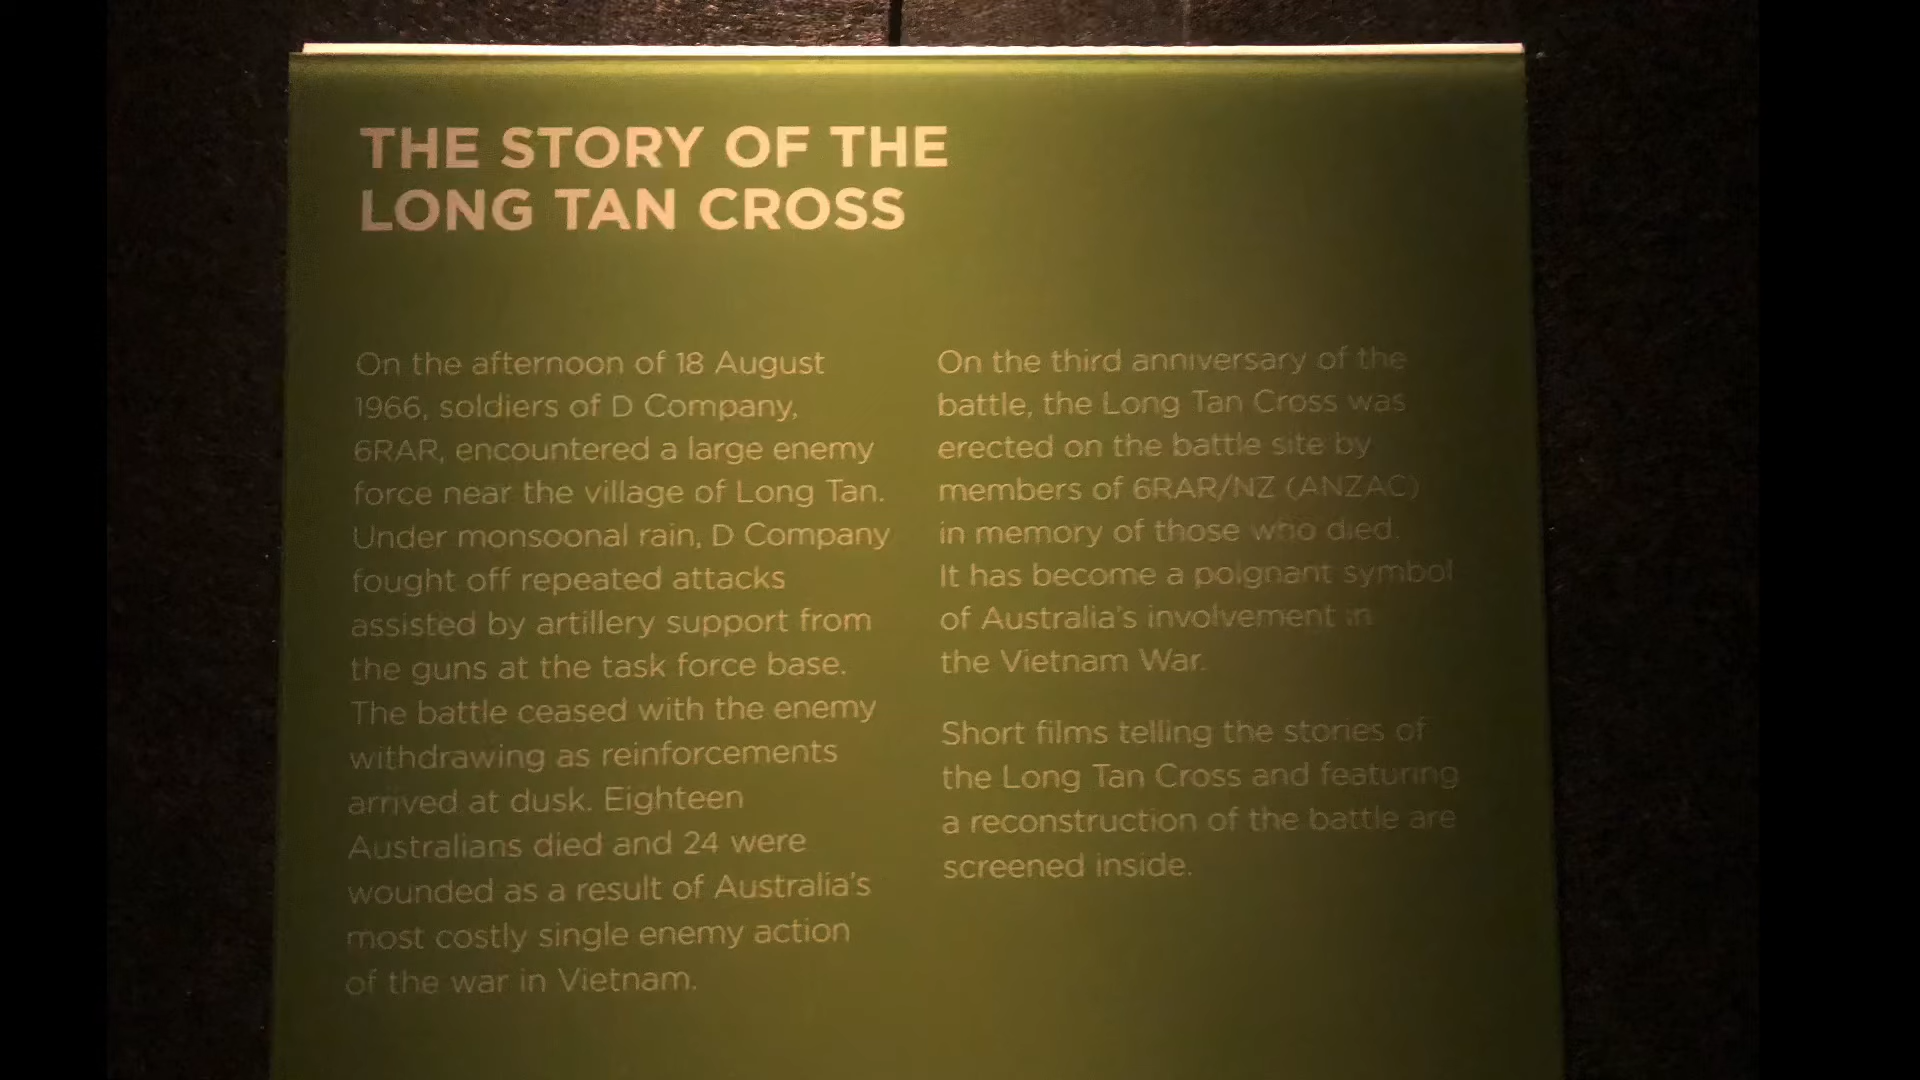 THE STORY OF THE
LONG TAN CROSS
On the afternoon of 18 August
1966, soldiers of D Company,
6RAR, encountered a large enemy
force near the village of Long Tan.
Under monsoonal rain, D Company
fought off repeated attacks
assisted by artillery support from
the guns at the task force base.
The battle ceased with the enemy
withdrawing as reinforcements
arrived at dusk. Eighteen
Australians died and 24 were
wounded as a result of Australia's
most costly single enemy action
of the war in Vietnam.
On the third anniversary of the
battle, the Long Tan Cross was
erected on the battle site by
members of 6RAR/NZ (ANZAC)
in memory of those who died.
It has become a poignant symbol
of Australia's involvement in
the Vietnam War.
Short films telling the stories of
the Long Tan Cross and featuring
a reconstruction of the battle are
screened inside.